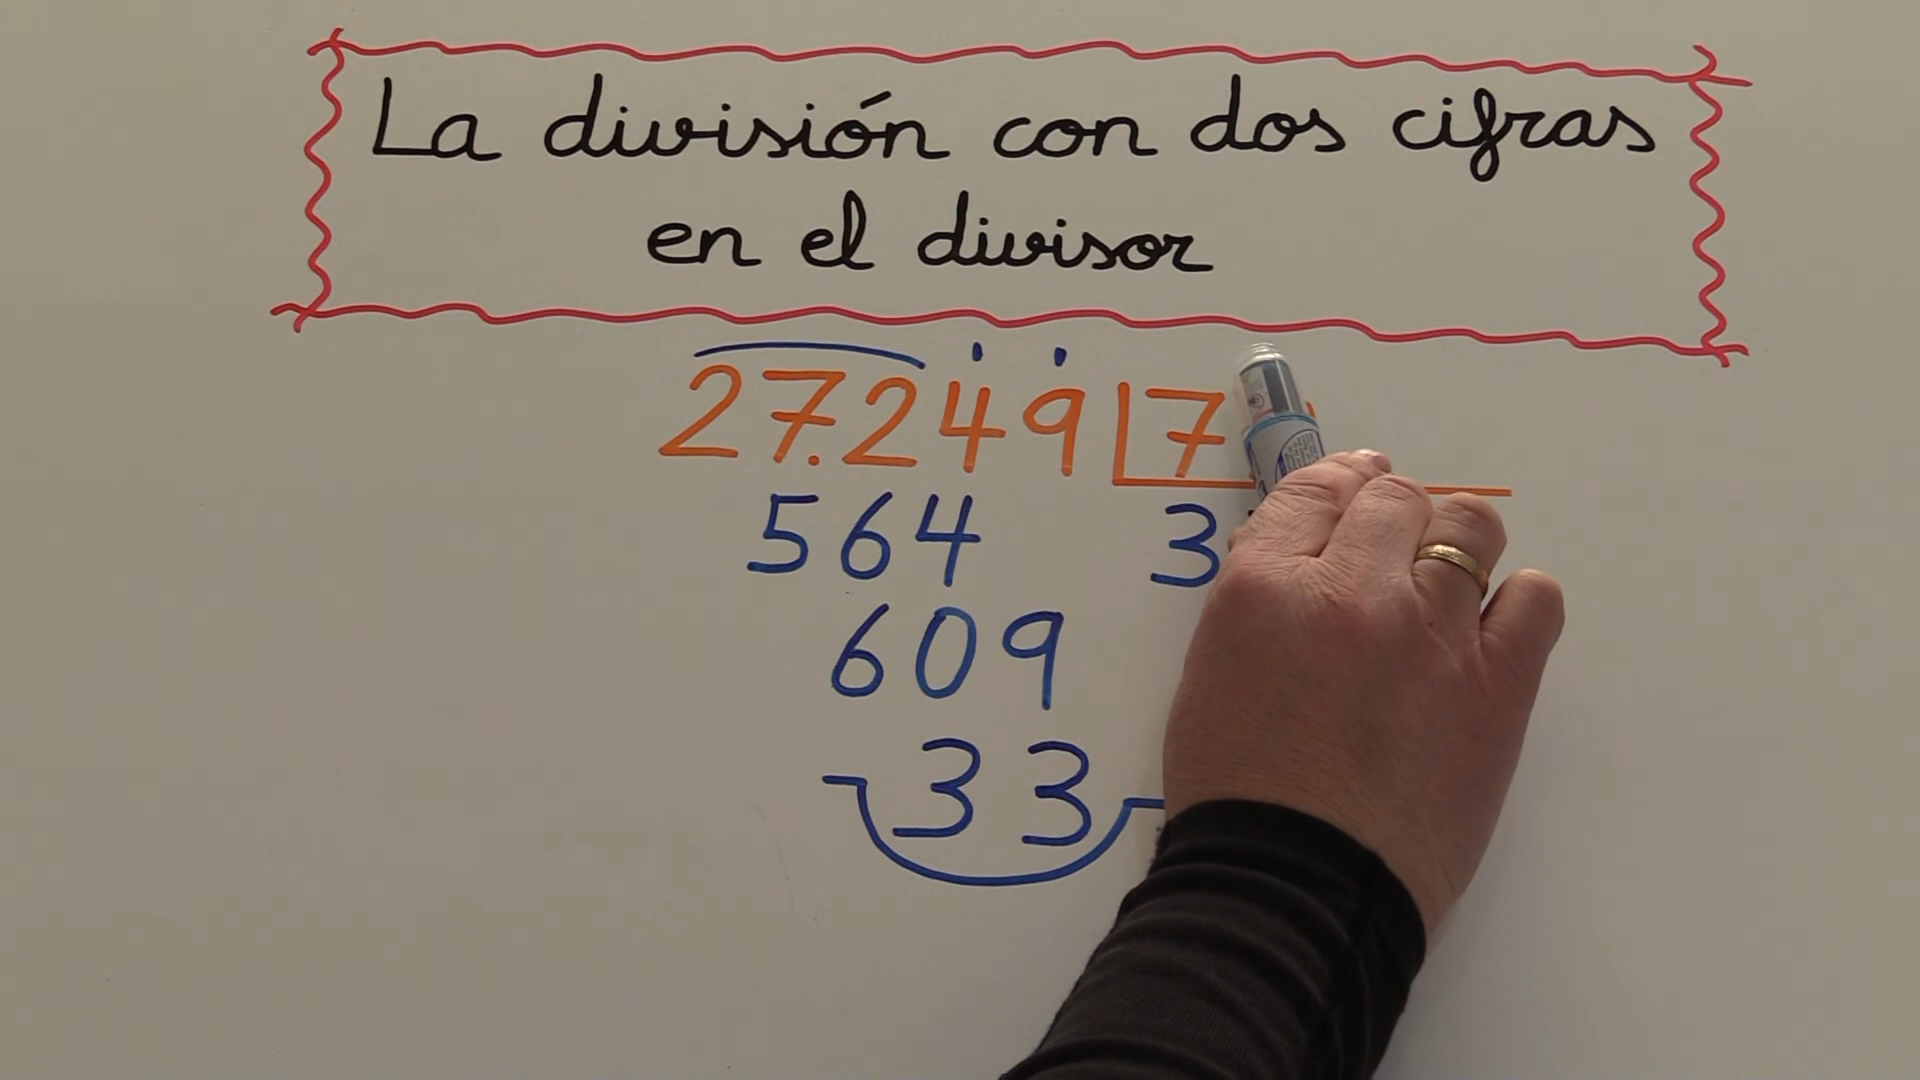 La división con dos cifras
en el divisor
27.249 7
564 3
609
33